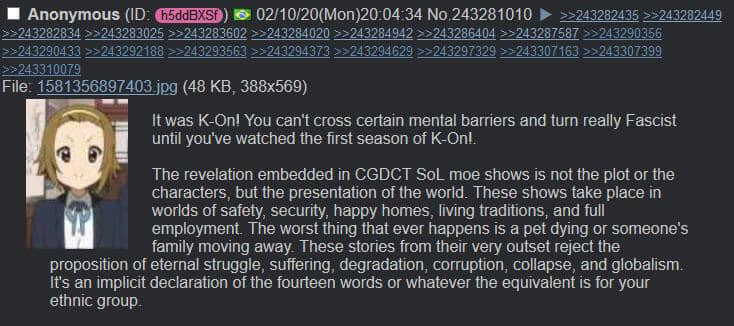 Anonymous (ID: h5ddBXSf) 02/10/20(Mon)20:04:34 No.243281010 ▶ >>243282435 >>243282449
>>243282834 >>243283025 >>243283602 >>243284020 >>243284942 >>243286404 >>243287587 >>243290356
>>243290433 >>243292188 >>243293563 >>243294373 >>243294629 >>243297329 >>243307163 >>243307399
>>243310079
File: 1581356897403.jpg (48 KB, 388x569)
It was K-On! You can't cross certain mental barriers and turn really Fascist
until you've watched the first season of K-On!.
The revelation embedded in CGDCT SoL moe shows is not the plot or the
characters, but the presentation of the world. These shows take place in
worlds of safety, security, happy homes, living traditions, and full
employment. The worst thing that ever happens is a pet dying or someone's
family moving away. These stories from their very outset reject the
proposition of eternal struggle, suffering, degradation, corruption, collapse, and globalism.
It's an implicit declaration of the fourteen words or whatever the equivalent is for your
ethnic group.